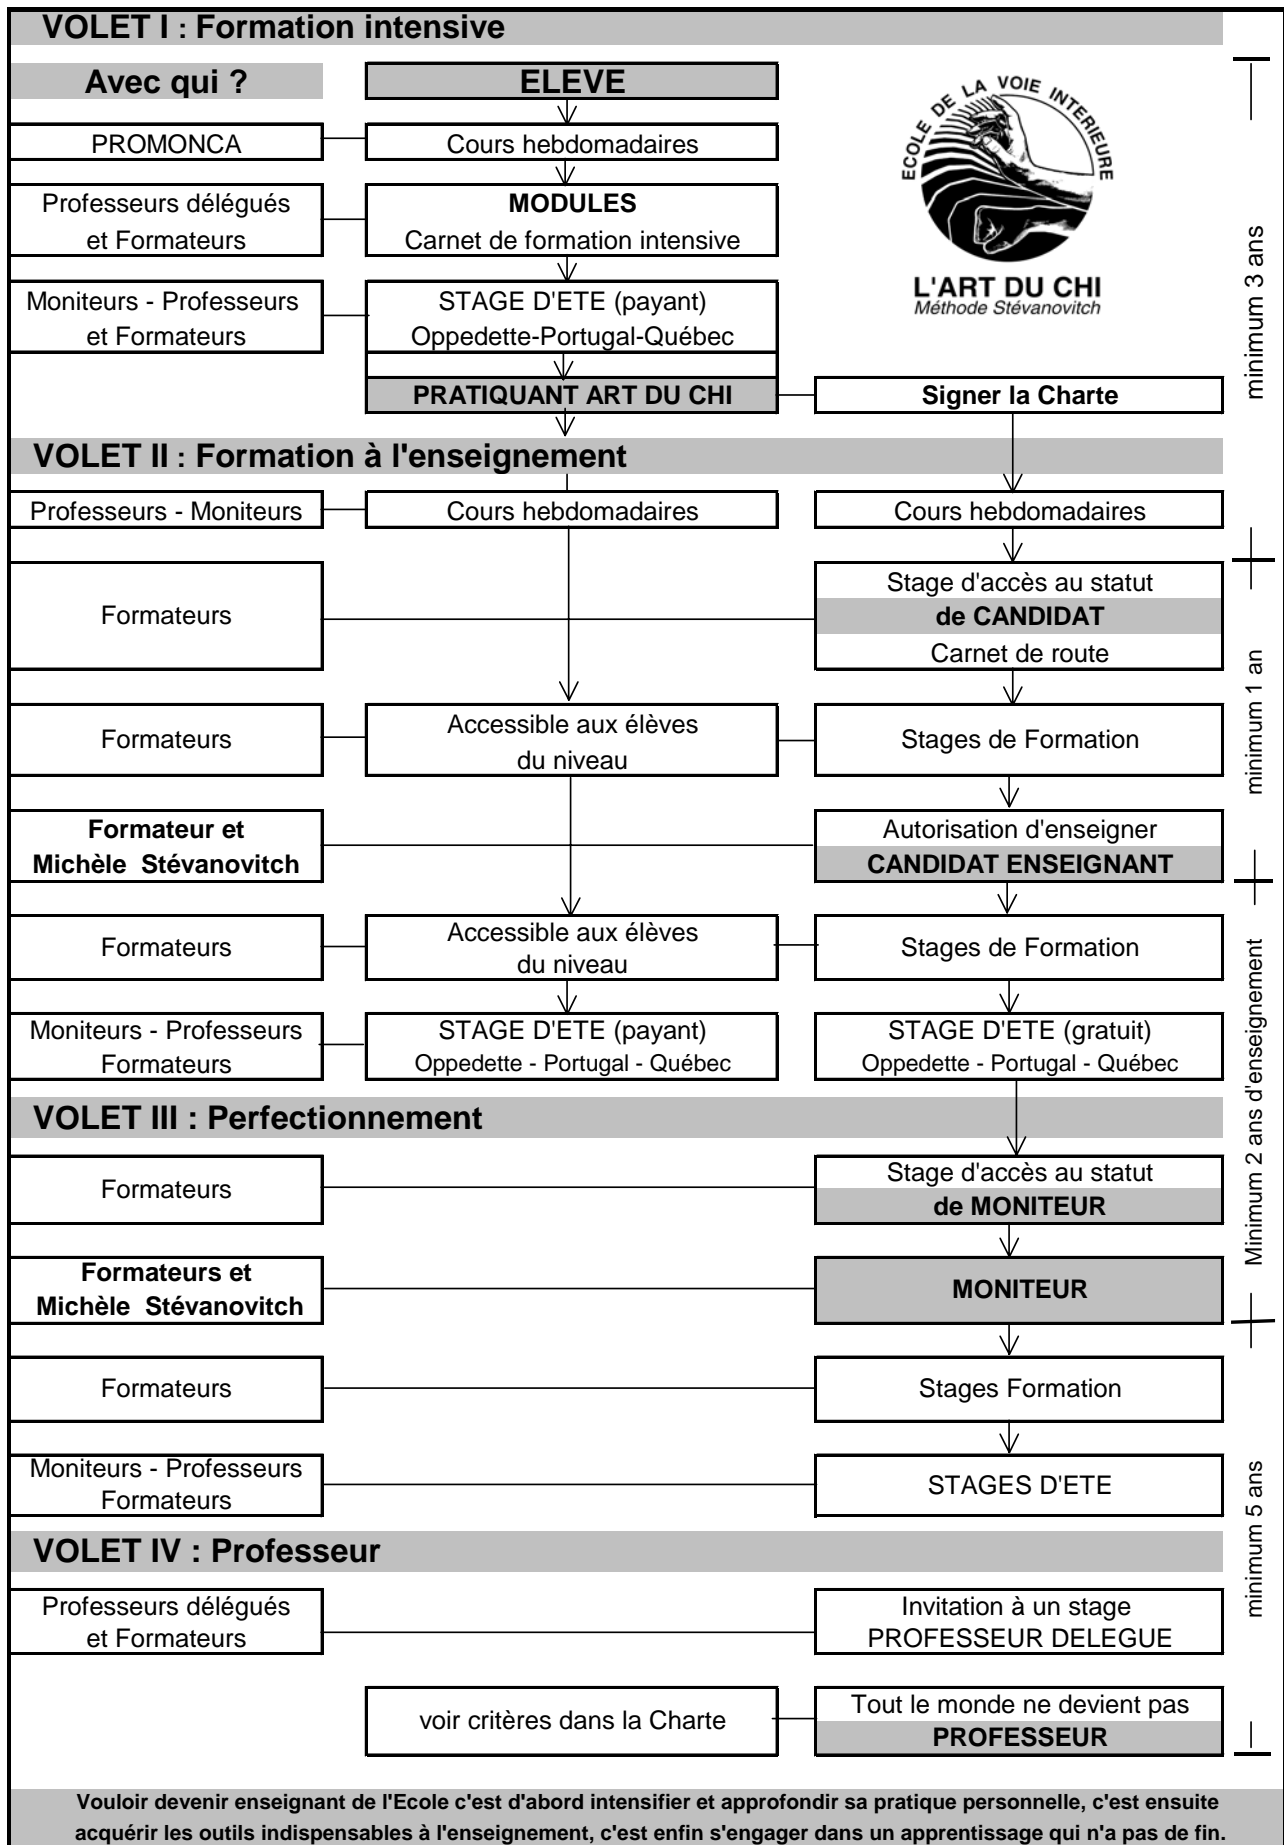 VOLET I : Formation intensive
Avec qui ?
ELEVE
ECOLE DE LA VOIE INTERIEURE
PROMONCA
Cours hebdomadaires
Professeurs délégués
et Formateurs
MODULES
Carnet de formation intensive
L'ART DU CHI
Méthode Stévanovitch
minimum 3 ans
Moniteurs - Professeurs
et Formateurs
STAGE D'ETE (payant)
Oppedette-Portugal-Québec
PRATIQUANT ART DU CHI
Signer la Charte
VOLET II : Formation à l'enseignement
Professeurs - Moniteurs
Cours hebdomadaires
Cours hebdomadaires
Formateurs
Stage d'accès au statut
de CANDIDAT
Carnet de route
minimum 1 an
Formateurs
Accessible aux élèves
du niveau
Stages de Formation
Formateur et
Michèle Stévanovitch
Autorisation d'enseigner
CANDIDAT ENSEIGNANT
Formateurs
Accessible aux élèves
du niveau
Stages de Formation
Minimum 2 ans d'enseignement
Moniteurs - Professeurs
Formateurs
STAGE D'ETE (payant)
Oppedette - Portugal - Québec
STAGE D'ETE (gratuit)
Oppedette - Portugal - Québec
VOLET III : Perfectionnement
Formateurs
Stage d'accès au statut
de MONITEUR
Formateurs et
Michèle Stévanovitch
MONITEUR
Formateurs
Stages Formation
Moniteurs - Professeurs
Formateurs
STAGES D'ETE
minimum 5 ans
VOLET IV : Professeur
Professeurs délégués
et Formateurs
Invitation à un stage
PROFESSEUR DELEGUE
voir critères dans la Charte
Tout le monde ne devient pas
PROFESSEUR
Vouloir devenir enseignant de l'Ecole c'est d'abord intensifier et approfondir sa pratique personnelle, c'est ensuite
acquérir les outils indispensables à l'enseignement, c'est enfin s'engager dans un apprentissage qui n'a pas de fin.